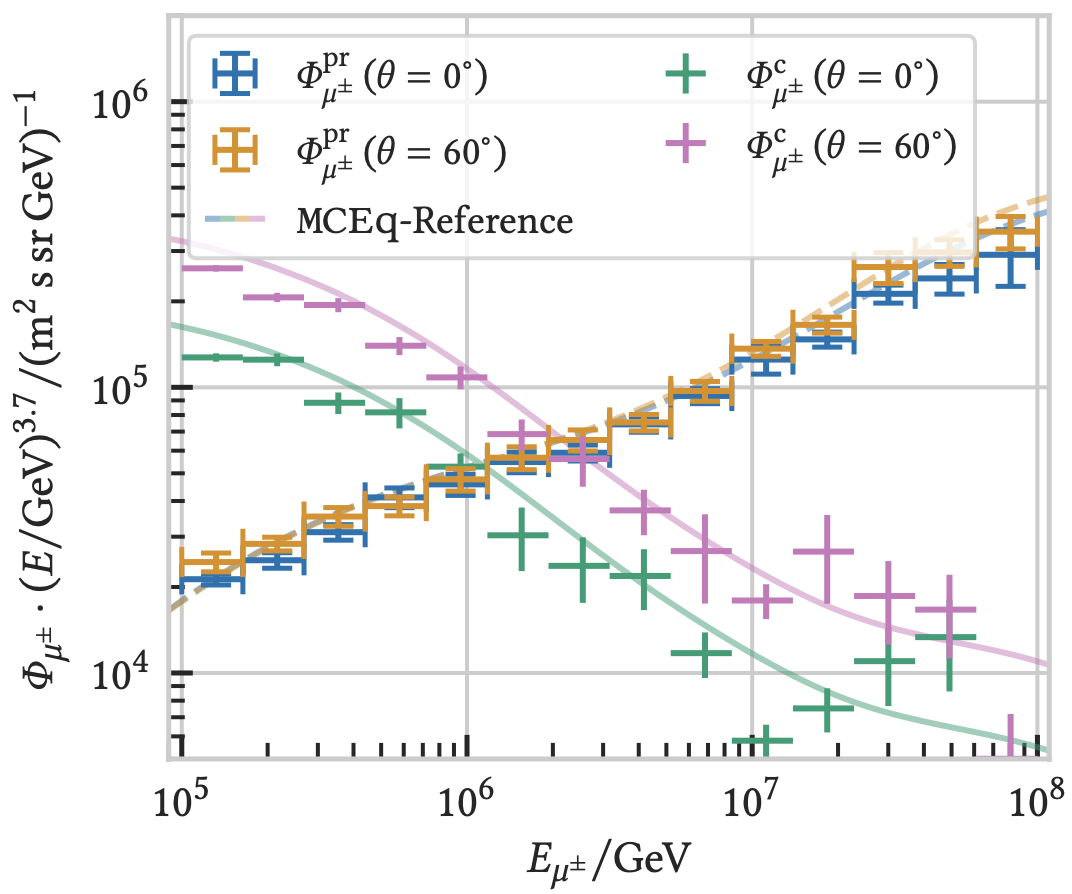 Φ^pr_μ± (θ = 0°)
Φ^pr_μ± (θ = 60°)
MCEq-Reference
Φ^c_μ± (θ = 0°)
Φ^c_μ± (θ = 60°)
Φ_μ± · (E/GeV)^3.7 /(m^2 s sr GeV)^−1
10^6
10^5
10^4
10^5 10^6 10^7 10^8
E_μ±/GeV